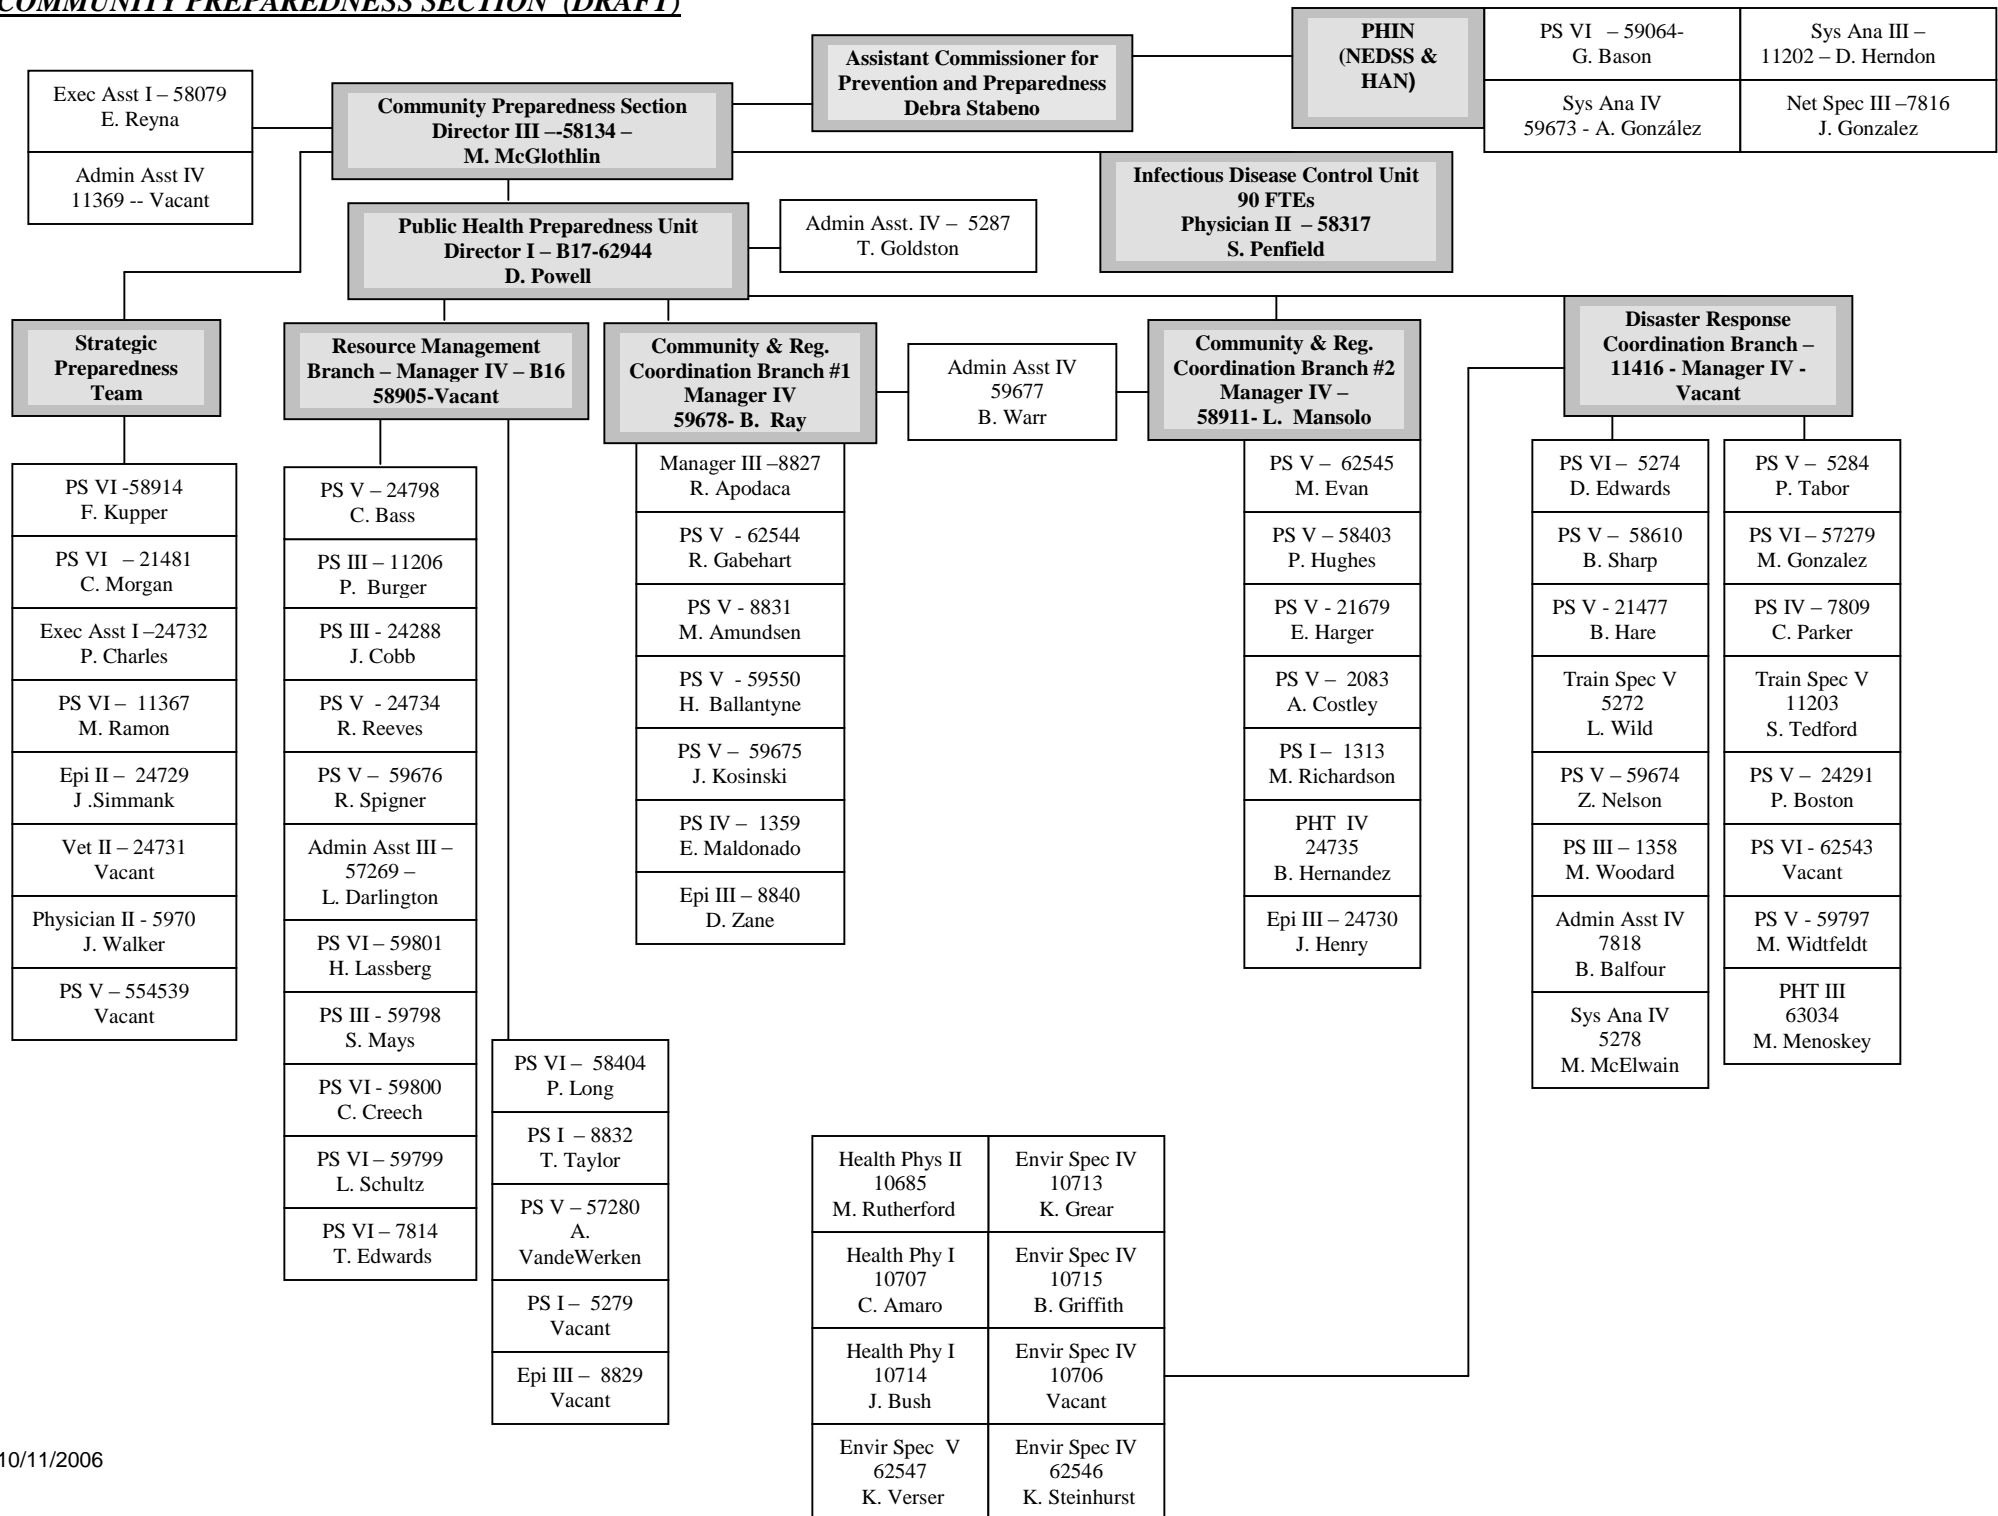 COMMUNITY PREPAREDNESS SECTION (DRAFT)
Assistant Commissioner for
Prevention and Preparedness
Debra Stabeno
PHIN
(NEDSS &
HAN)
PS VI – 59064-
G. Bason
Sys Ana III –
11202 – D. Herndon
Sys Ana IV
59673 - A. González
Net Spec III –7816
J. Gonzalez
Exec Asst I – 58079
E. Reyna
Admin Asst IV
11369 -- Vacant
Community Preparedness Section
Director III –-58134 –
M. McGlothlin
Infectious Disease Control Unit
90 FTEs
Physician II – 58317
S. Penfield
Public Health Preparedness Unit
Director I – B17-62944
D. Powell
Admin Asst. IV – 5287
T. Goldston
Strategic
Preparedness
Team
Resource Management
Branch – Manager IV – B16
58905-Vacant
Community & Reg.
Coordination Branch #1
Manager IV
59678- B. Ray
Admin Asst IV
59677
B. Warr
Community & Reg.
Coordination Branch #2
Manager IV –
58911- L. Mansolo
Disaster Response
Coordination Branch –
11416 - Manager IV -
Vacant
PS VI -58914
F. Kupper
PS VI – 21481
C. Morgan
Exec Asst I –24732
P. Charles
PS VI – 11367
M. Ramon
Epi II – 24729
J .Simmank
Vet II – 24731
Vacant
Physician II - 5970
J. Walker
PS V – 554539
Vacant
PS V – 24798
C. Bass
PS III – 11206
P. Burger
PS III - 24288
J. Cobb
PS V - 24734
R. Reeves
PS V – 59676
R. Spigner
Admin Asst III –
57269 –
L. Darlington
PS VI – 59801
H. Lassberg
PS III - 59798
S. Mays
PS VI - 59800
C. Creech
PS VI – 59799
L. Schultz
PS VI – 7814
T. Edwards
PS VI – 58404
P. Long
PS I – 8832
T. Taylor
PS V – 57280
A.
VandeWerken
PS I – 5279
Vacant
Epi III – 8829
Vacant
Manager III –8827
R. Apodaca
PS V - 62544
R. Gabehart
PS V - 8831
M. Amundsen
PS V - 59550
H. Ballantyne
PS V – 59675
J. Kosinski
PS IV – 1359
E. Maldonado
Epi III – 8840
D. Zane
PS V – 62545
M. Evan
PS V – 58403
P. Hughes
PS V - 21679
E. Harger
PS V – 2083
A. Costley
PS I – 1313
M. Richardson
PHT IV
24735
B. Hernandez
Epi III – 24730
J. Henry
PS VI – 5274
D. Edwards
PS V – 58610
B. Sharp
PS V - 21477
B. Hare
Train Spec V
5272
L. Wild
PS V – 59674
Z. Nelson
PS III – 1358
M. Woodard
Admin Asst IV
7818
B. Balfour
Sys Ana IV
5278
M. McElwain
PS V – 5284
P. Tabor
PS VI – 57279
M. Gonzalez
PS IV – 7809
C. Parker
Train Spec V
11203
S. Tedford
PS V – 24291
P. Boston
PS VI - 62543
Vacant
PS V - 59797
M. Widtfeldt
PHT III
63034
M. Menoskey
Health Phys II
10685
M. Rutherford
Envir Spec IV
10713
K. Grear
Health Phy I
10707
C. Amaro
Envir Spec IV
10715
B. Griffith
Health Phy I
10714
J. Bush
Envir Spec IV
10706
Vacant
Envir Spec V
62547
K. Verser
Envir Spec IV
62546
K. Steinhurst
10/11/2006